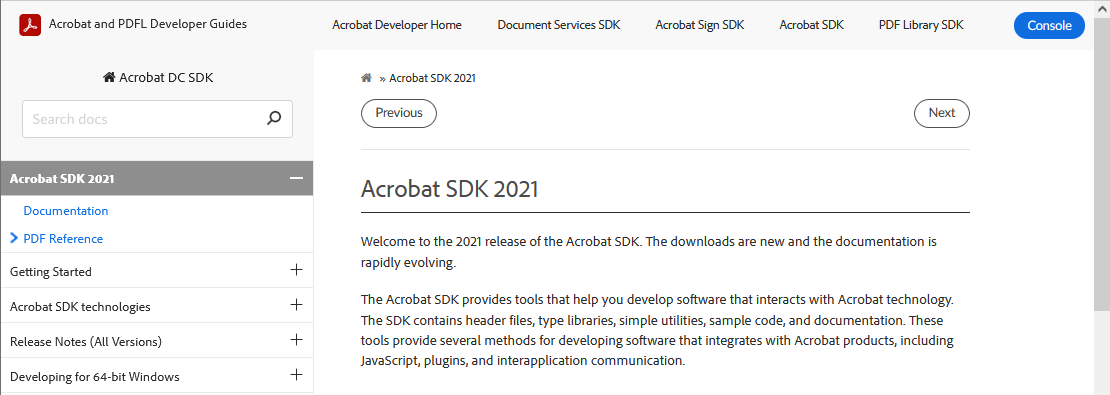 Acrobat and PDFL Developer Guides
Acrobat Developer Home
Document Services SDK
Acrobat Sign SDK
Acrobat SDK
PDF Library SDK
Console
Acrobat DC SDK
Search docs
Acrobat SDK 2021
Documentation
PDF Reference
Getting Started
Acrobat SDK technologies
Release Notes (All Versions)
Developing for 64-bit Windows
» Acrobat SDK 2021
Previous
Next
Acrobat SDK 2021
Welcome to the 2021 release of the Acrobat SDK. The downloads are new and the documentation is
rapidly evolving.
The Acrobat SDK provides tools that help you develop software that interacts with Acrobat technology.
The SDK contains header files, type libraries, simple utilities, sample code, and documentation. These
tools provide several methods for developing software that integrates with Acrobat products, including
JavaScript, plugins, and interapplication communication.